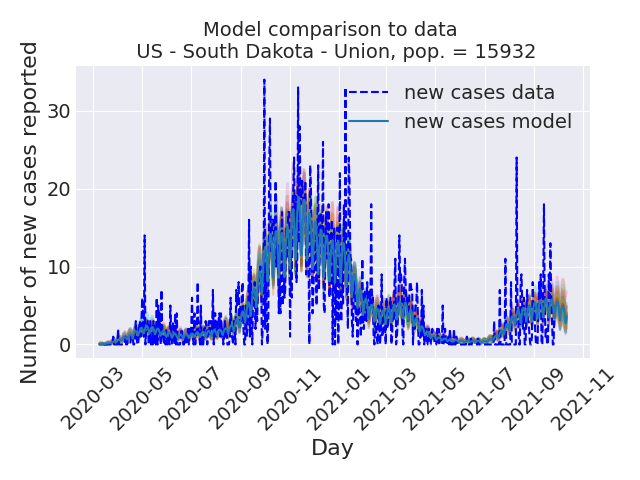 Model comparison to data
US - South Dakota - Union, pop. = 15932
Number of new cases reported
new cases data
new cases model
30
20
10
0
2020-03
2020-05
2020-07
2020-09
2020-11
2021-01
2021-03
2021-05
2021-07
2021-09
2021-11
Day